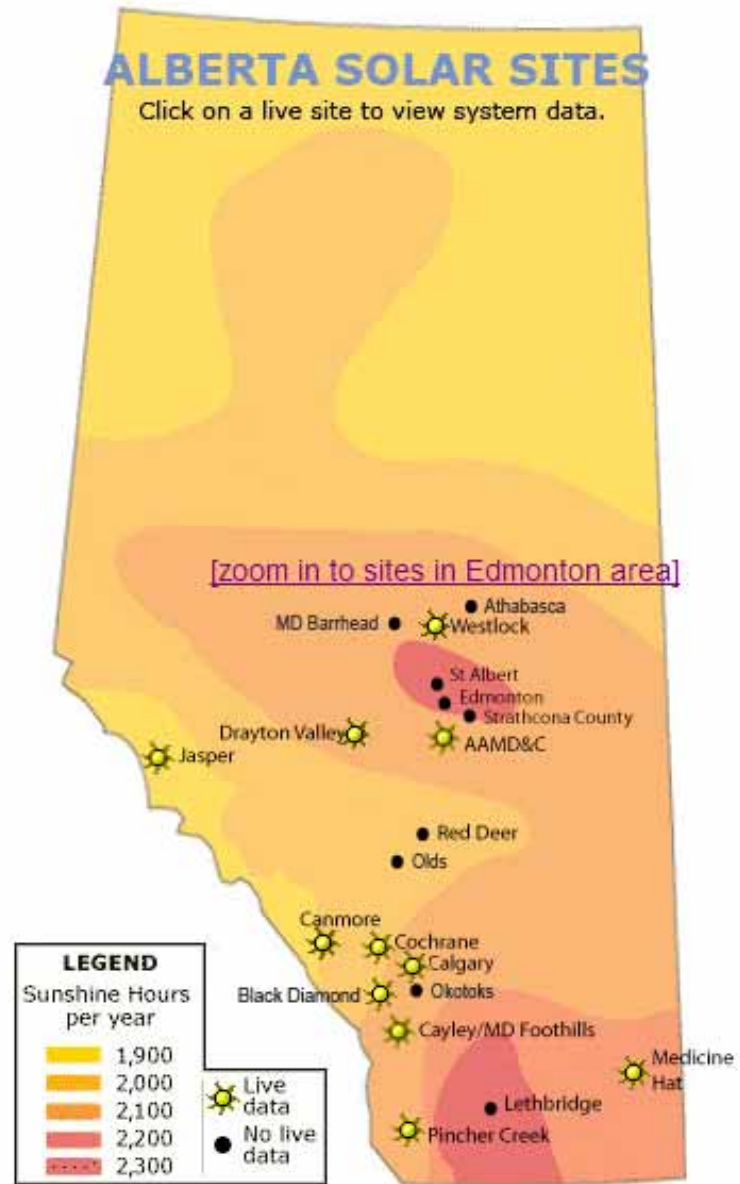 ALBERTA SOLAR SITES
Click on a live site to view system data.
[zoom in to sites in Edmonton area]
Athabasca
MD Barrhead
Westlock
St Albert
Edmonton
Strathcona County
Drayton Valley
AAMD&C
Jasper
Red Deer
Olds
Canmore
Cochrane
Calgary
Black Diamond
Okotoks
Cayley/MD Foothills
Medicine
Hat
Lethbridge
Pincher Creek
LEGEND
Sunshine Hours
per year
1,900
2,000
2,100
2,200
2,300
Live
data
No live
data